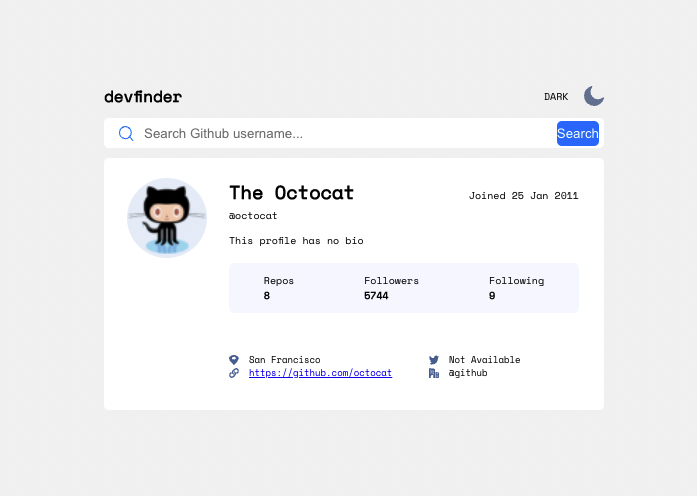 devfinder
DARK
Search Github username...
Search
The Octocat
Joined 25 Jan 2011
@octocat
This profile has no bio
Repos Followers Following
8 5744 9
San Francisco Not Available
https://github.com/octocat @github